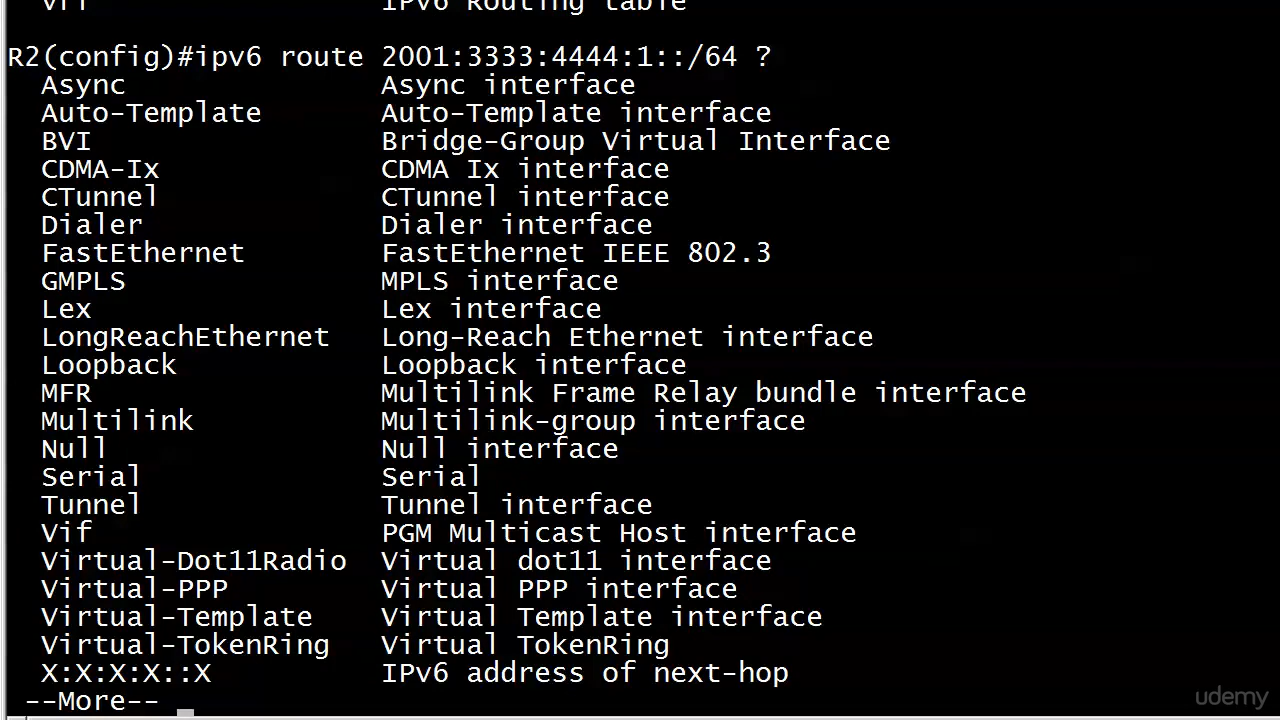 vrf                 IPv6 Routing table
R2(config)#ipv6 route 2001:3333:4444:1::/64 ?
  Async               Async interface
  Auto-Template       Auto-Template interface
  BVI                 Bridge-Group Virtual Interface
  CDMA-Ix             CDMA Ix interface
  CTunnel             CTunnel interface
  Dialer              Dialer interface
  FastEthernet        FastEthernet IEEE 802.3
  GMPLS               MPLS interface
  Lex                 Lex interface
  LongReachEthernet   Long-Reach Ethernet interface
  Loopback            Loopback interface
  MFR                 Multilink Frame Relay bundle interface
  Multilink           Multilink-group interface
  Null                Null interface
  Serial              Serial
  Tunnel              Tunnel interface
  Vif                 PGM Multicast Host interface
  Virtual-Dot11Radio  Virtual dot11 interface
  Virtual-PPP         Virtual PPP interface
  Virtual-Template    Virtual Template interface
  Virtual-TokenRing   Virtual TokenRing
  X:X:X:X::X          IPv6 address of next-hop
 --More--
udemy